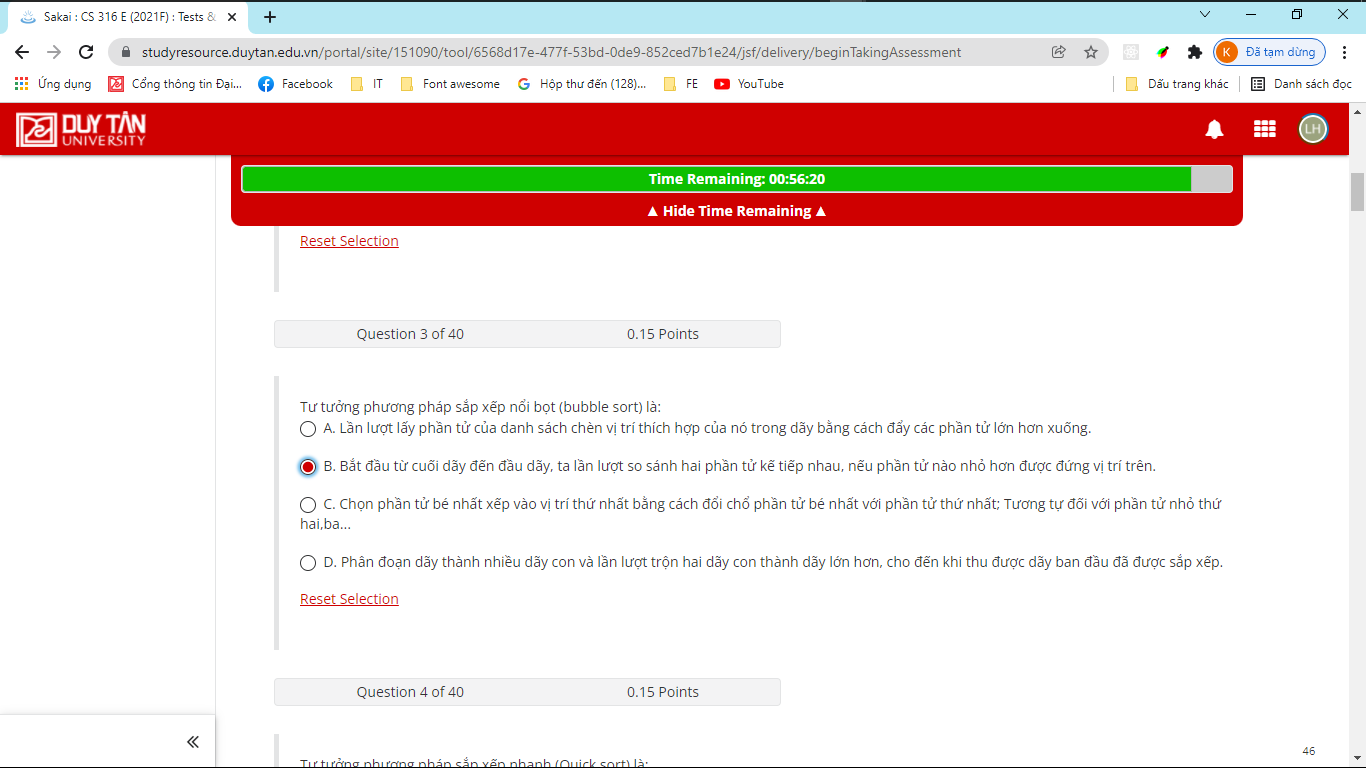 Sakai : CS 316 E (2021F) : Tests &
studyresource.duytan.edu.vn/portal/site/151090/tool/6568d17e-477f-53bd-0de9-852ced7b1e24/jsf/delivery/beginTakingAssessment
K Đã tạm dừng
Ứng dụng
Cổng thông tin Đại...
Facebook
IT
Font awesome
Hộp thư đến (128)...
FE
YouTube
Dấu trang khác
Danh sách đọc
DUY TÂN
UNIVERSITY
LH
Time Remaining: 00:56:20
▲ Hide Time Remaining ▲
Reset Selection
Question 3 of 40 0.15 Points
Tư tưởng phương pháp sắp xếp nổi bọt (bubble sort) là:
A. Lần lượt lấy phần tử của danh sách chèn vị trí thích hợp của nó trong dãy bằng cách đẩy các phần tử lớn hơn xuống.
B. Bắt đầu từ cuối dãy đến đầu dãy, ta lần lượt so sánh hai phần tử kế tiếp nhau, nếu phần tử nào nhỏ hơn được đứng vị trí trên.
C. Chọn phần tử bé nhất xếp vào vị trí thứ nhất bằng cách đổi chổ phần tử bé nhất với phần tử thứ nhất; Tương tự đối với phần tử nhỏ thứ
hai,ba...
D. Phân đoạn dãy thành nhiều dãy con và lần lượt trộn hai dãy con thành dãy lớn hơn, cho đến khi thu được dãy ban đầu đã được sắp xếp.
Reset Selection
Question 4 of 40 0.15 Points
Tư tưởng phương pháp sắp xếp nhanh (Quick sort) là:
46